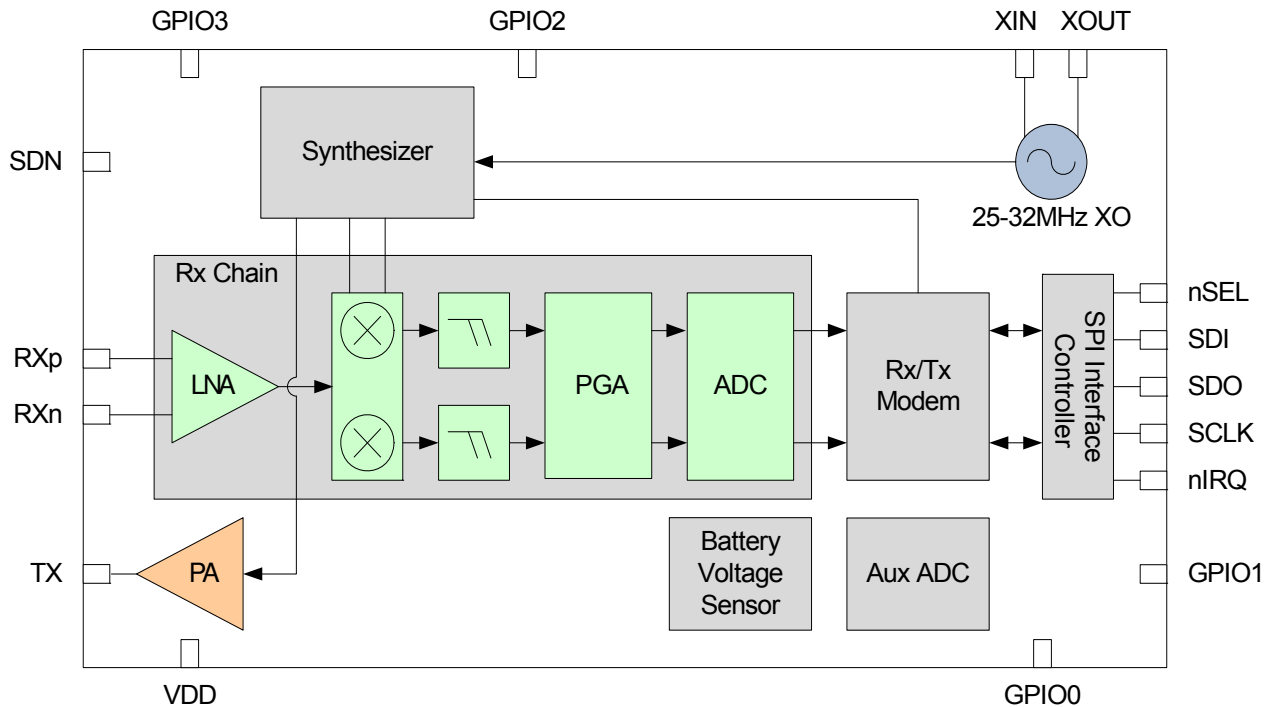 GPIO3
GPIO2
XIN
XOUT
SDN
Synthesizer
25-32MHz XO
Rx Chain
RXp
RXn
LNA
PGA
ADC
Rx/Tx
Modem
SPI Interface
Controller
nSEL
SDI
SDO
SCLK
nIRQ
TX
PA
Battery
Voltage
Sensor
Aux ADC
GPIO1
VDD
GPIO0